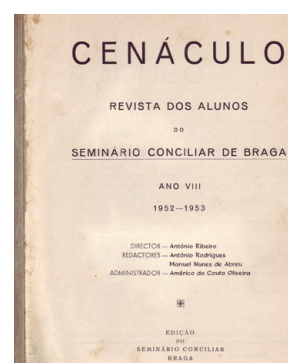 CENÁCULO
REVISTA DOS ALUNOS
DO
SEMINÁRIO CONCILIAR DE BRAGA
ANO VIII
1952—1953
DIRECTOR — António Ribeiro
REDACTORES — António Rodrigues
Manuel Nunes de Abreu
ADMINISTRADOR — Américo do Couto Oliveira
EDIÇÃO
DO
SEMINÁRIO CONCILIAR
BRAGA